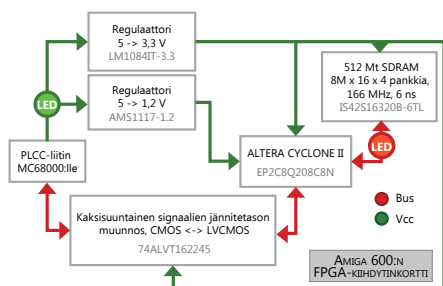 Regulaattori
5 -> 3,3 V
LM1084IT-3.3
512 Mt SDRAM
8M x 16 x 4 pankkia,
166 MHz, 6 ns
IS42S16320B-6TL
LED
Regulaattori
5 -> 1,2 V
AMS1117-1.2
LED
PLCC-liitin
MC68000:lle
ALTERA CYCLONE II
EP2C8Q208C8N
Bus
Vcc
Kaksisuuntainen signaalien jännitetason
muunnos, CMOS <-> LVCMOS
74ALVT162245
AMIGA 600:N
FPGA-KIIHDYTINKORTTI